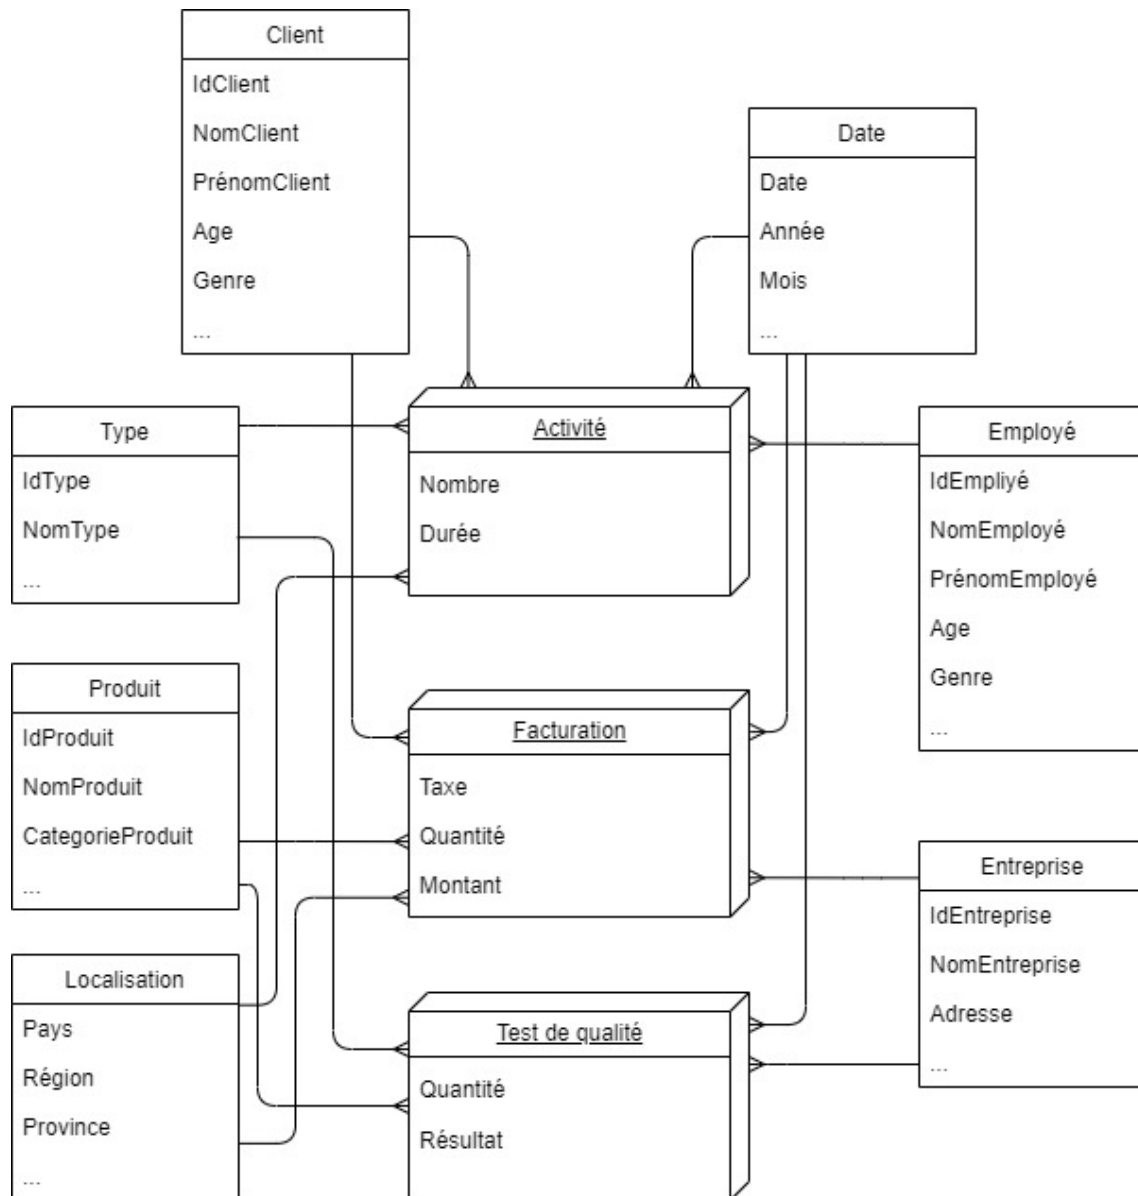 Client
IdClient
NomClient
PrénomClient
Age
Genre
...
Date
Date
Année
Mois
...
Type
IdType
NomType
...
Activité
Nombre
Durée
Employé
IdEmpliyé
NomEmployé
PrénomEmployé
Age
Genre
...
Produit
IdProduit
NomProduit
CategorieProduit
...
Facturation
Taxe
Quantité
Montant
Entreprise
IdEntreprise
NomEntreprise
Adresse
...
Localisation
Pays
Région
Province
...
Test de qualité
Quantité
Résultat